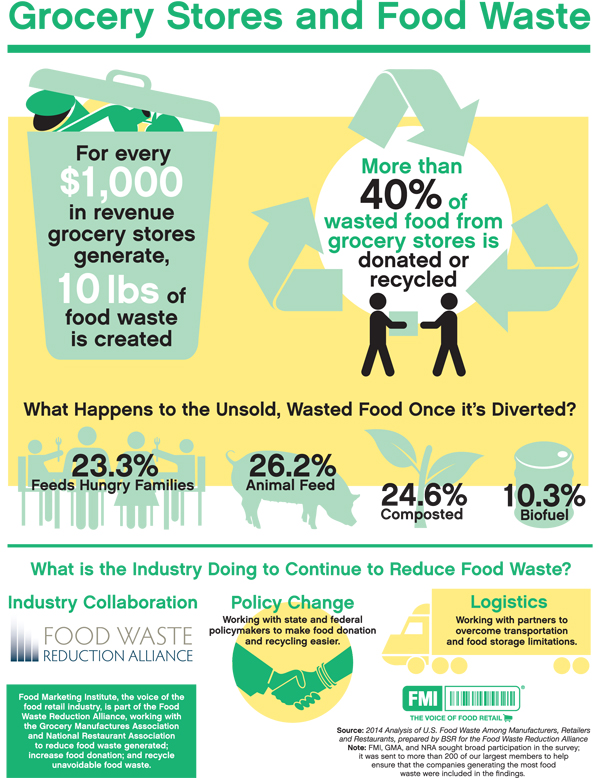 Grocery Stores and Food Waste
For every
$1,000
in revenue
grocery stores
generate,
10 lbs of
food waste
is created
More than
40% of
wasted food from
grocery stores is
donated or
recycled
What Happens to the Unsold, Wasted Food Once it's Diverted?
23.3%
Feeds Hungry Families
26.2%
Animal Feed
24.6%
Composted
10.3%
Biofuel
What is the Industry Doing to Continue to Reduce Food Waste?
Industry Collaboration
FOOD WASTE
REDUCTION ALLIANCE
Food Marketing Institute, the voice of the
food retail industry, is part of the Food
Waste Reduction Alliance, working with
the Grocery Manufactures Association
and National Restaurant Association
to reduce food waste generated;
increase food donation; and recycle
unavoidable food waste.
Policy Change
Working with state and federal
policymakers to make food donation
and recycling easier.
Logistics
Working with partners to
overcome transportation
and food storage limitations.
FMI
®
THE VOICE OF FOOD RETAIL
Source: 2014 Analysis of U.S. Food Waste Among Manufacturers, Retailers
and Restaurants, prepared by BSR for the Food Waste Reduction Alliance
Note: FMI, GMA, and NRA sought broad participation in the survey;
it was sent to more than 200 of our largest members to help
ensure that the companies generating the most food
waste were included in the findings.